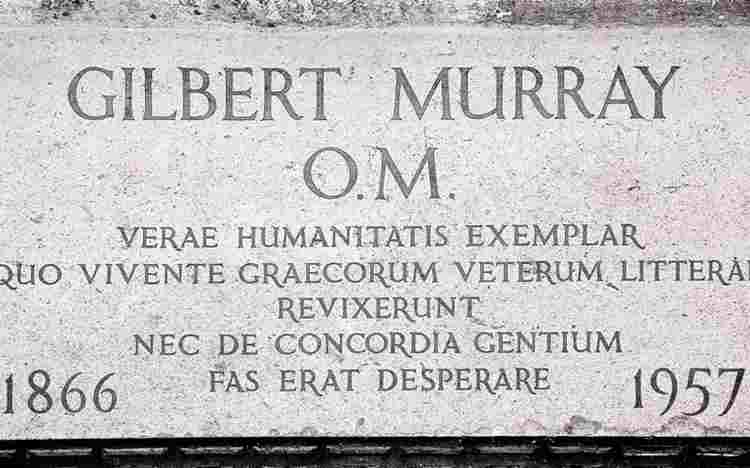 GILBERT MURRAY
O.M.
VERAE HUMANITATIS EXEMPLAR
QUO VIVENTE GRAECORUM VETERUM LITTERAE
REVIXERUNT
NEC DE CONCORDIA GENTIUM
FAS ERAT DESPERARE
1866 1957